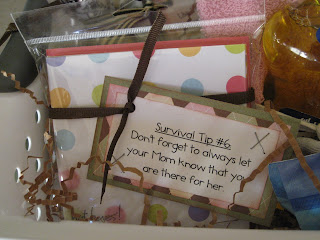 Survival Tip #6
Don't forget to always let
your Mom know that you
are there for her.